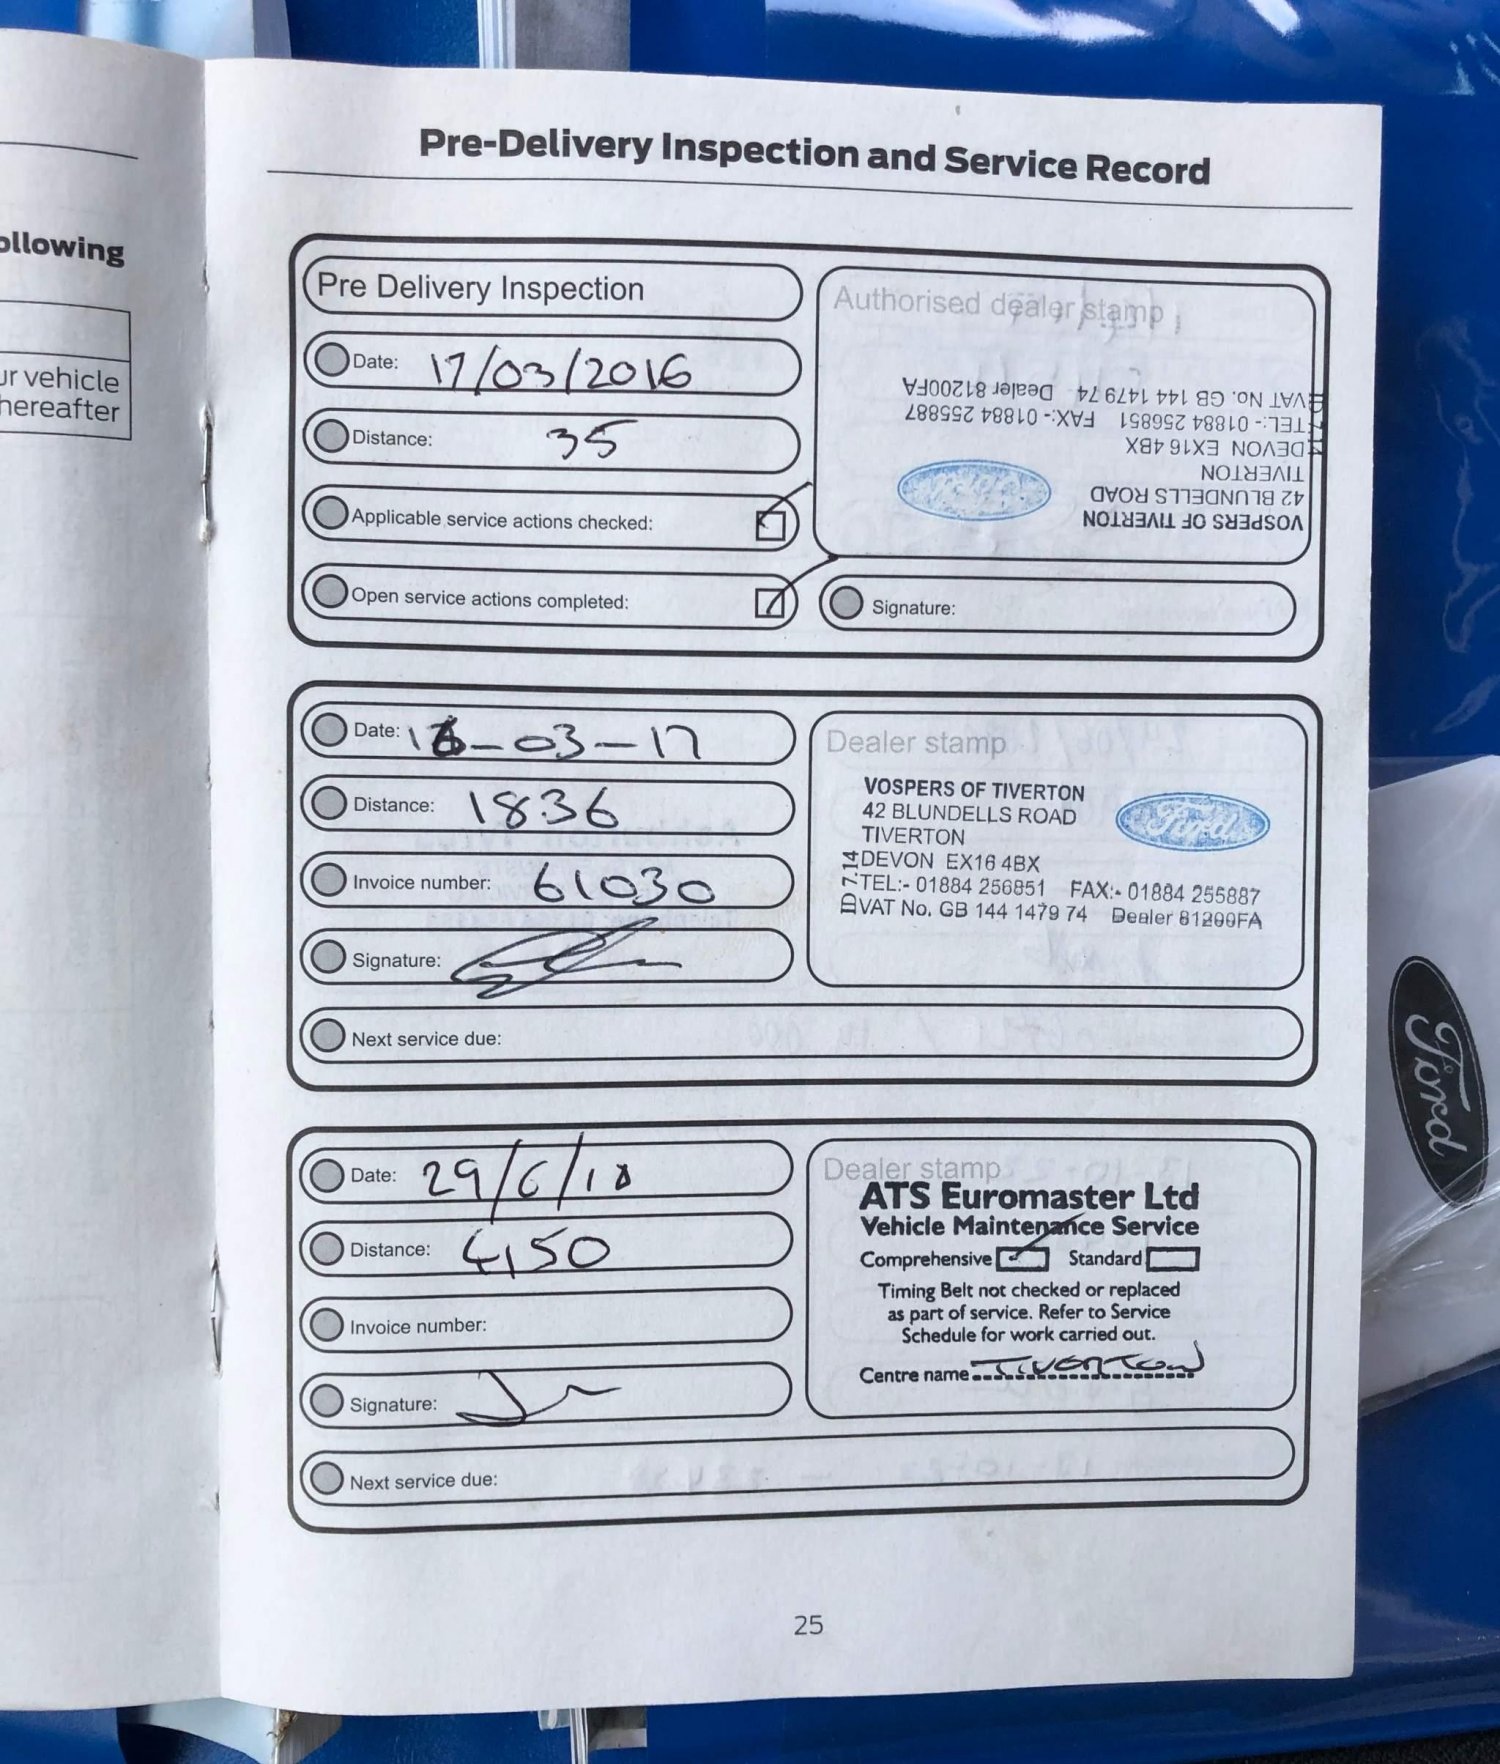 ollowing
ur vehicle
hereafter
Pre-Delivery Inspection and Service Record
Pre Delivery Inspection
Date: 17/03/2016
Distance: 35
Applicable service actions checked:
Open service actions completed:
Authorised dealer stamp
VOSPERS OF TIVERTON
42 BLUNDELLS ROAD
TIVERTON
DEVON EX16 4BX
TEL:- 01884 256851 FAX:- 01884 255887
VAT No. GB 144 1479 74 Dealer 81200FA
Ford
Signature:
Date: 16-03-17
Distance: 1836
Invoice number: 61030
Signature:
Next service due:
Dealer stamp
VOSPERS OF TIVERTON
42 BLUNDELLS ROAD
TIVERTON
DEVON EX16 4BX
TEL:- 01884 256851 FAX:- 01884 255887
VAT No. GB 144 1479 74 Dealer 81200FA
ID 7.14
Ford
Date: 29/6/18
Distance: 4150
Invoice number:
Signature:
Next service due:
Dealer stamp
ATS Euromaster Ltd
Vehicle Maintenance Service
Comprehensive Standard
Timing Belt not checked or replaced
as part of service. Refer to Service
Schedule for work carried out.
Centre name TIVERTON
25
Ford